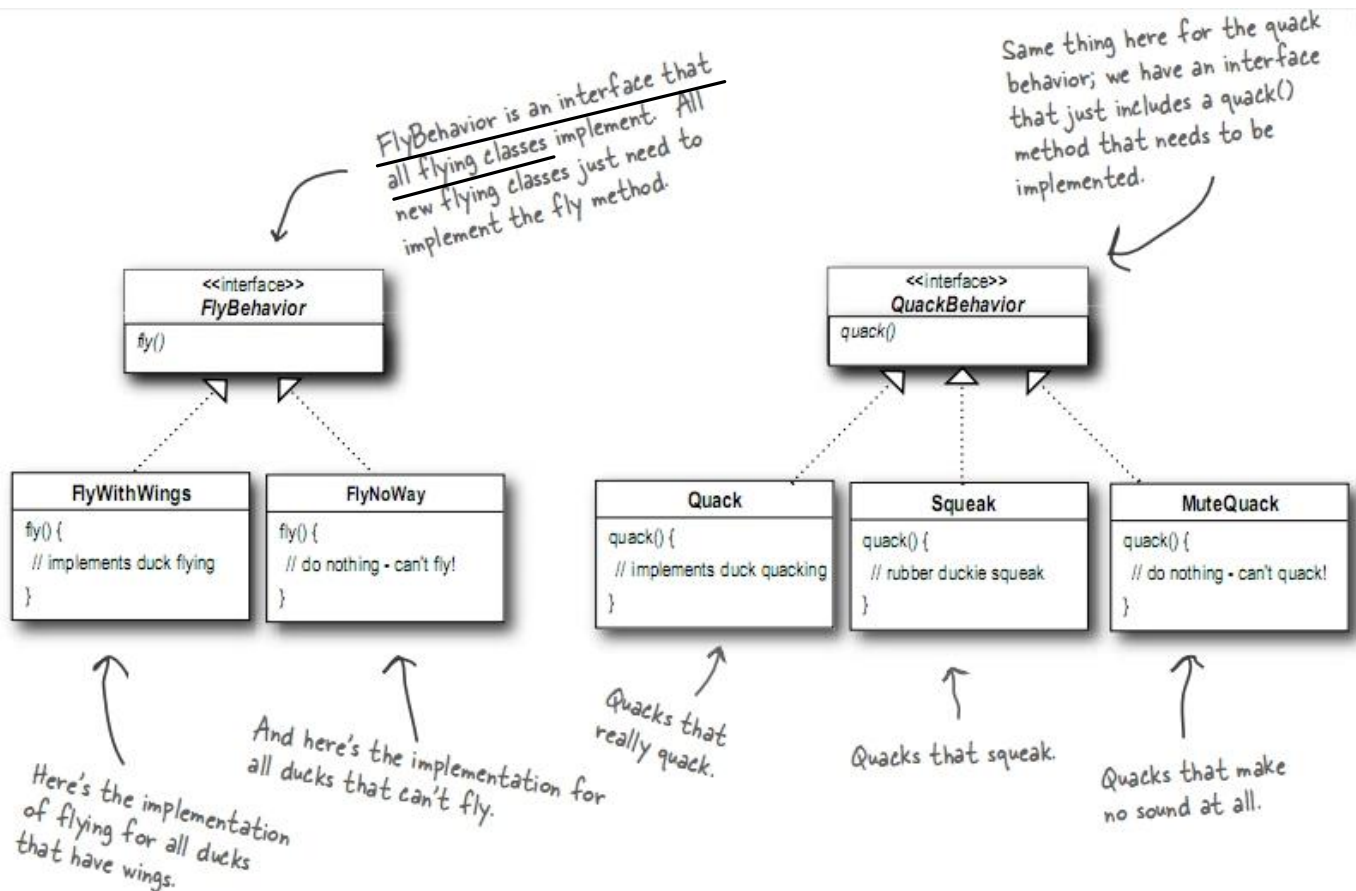 FlyBehavior is an interface that
all flying classes implement. All
new flying classes just need to
implement the fly method.
Same thing here for the quack
behavior; we have an interface
that just includes a quack()
method that needs to be
implemented.
<<interface>>
FlyBehavior
fly()
<<interface>>
QuackBehavior
quack()
FlyWithWings
fly() {
// implements duck flying
}
FlyNoWay
fly() {
// do nothing - can't fly!
}
Quack
quack() {
// implements duck quacking
}
Squeak
quack() {
// rubber duckie squeak
}
MuteQuack
quack() {
// do nothing - can't quack!
}
Here's the implementation
of flying for all ducks
that have wings.
And here's the implementation for
all ducks that can't fly.
Quacks that
really quack.
Quacks that squeak.
Quacks that make
no sound at all.